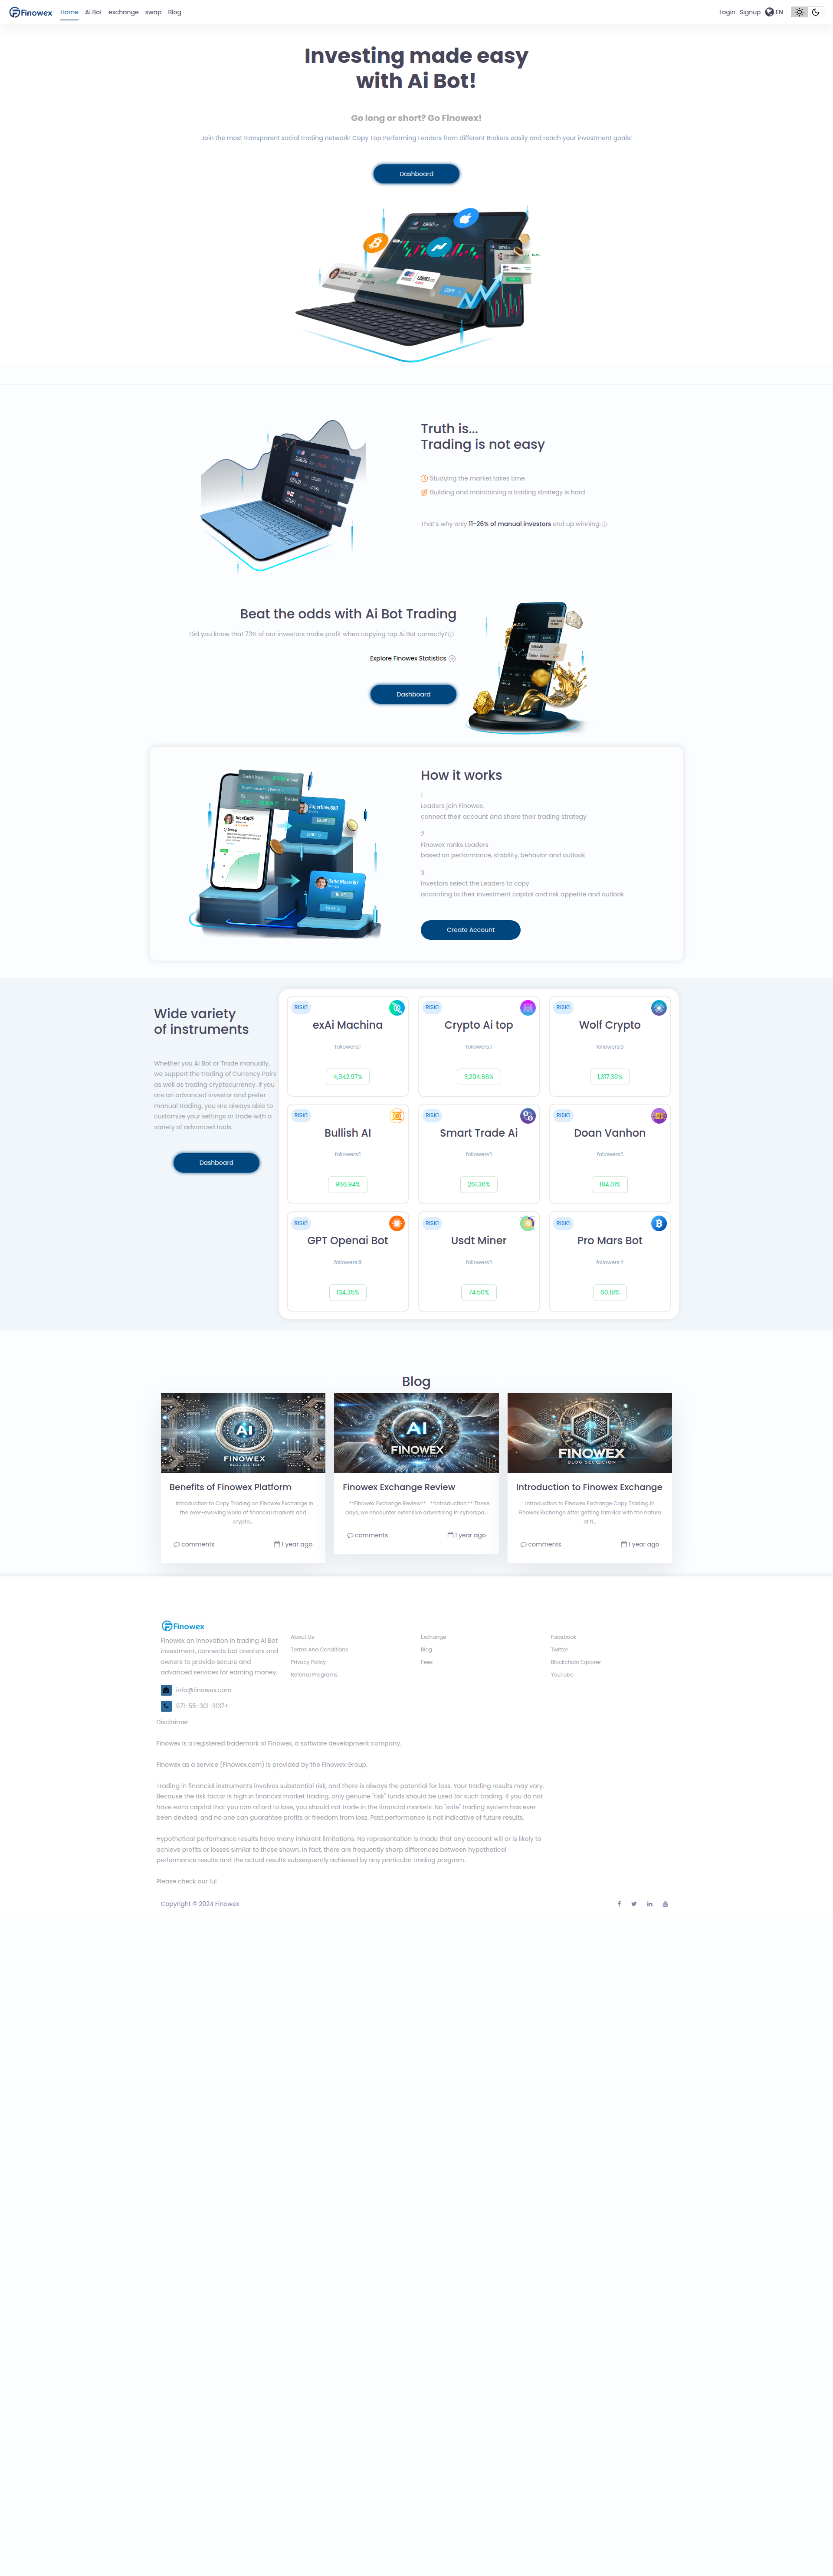 Finowex
Home
Ai Bot
exchange
swap
Blog
Login
Signup
EN
Investing made easy
with Ai Bot!
Go long or short? Go Finowex!
Join the most transparent social trading network! Copy Top Performing Leaders from different Brokers easily and reach your investment goals!
Dashboard
Truth is...
Trading is not easy
Studying the market takes time
Building and maintaining a trading strategy is hard
That's why only 11-26% of manual investors end up winning.
Beat the odds with Ai Bot Trading
Did you know that 73% of our investors make profit when copying top Ai Bot correctly?
Explore Finowex Statistics
Dashboard
How it works
1
Leaders join Finowex,
connect their account and share their trading strategy
2
Finowex ranks Leaders
based on performance, stability, behavior and outlook
3
Investors select the Leaders to copy
according to their investment capital and risk appetite and outlook
Create Account
Wide variety
of instruments
Whether you Ai Bot or Trade manually,
we support the trading of Currency Pairs
as well as trading cryptocurrency. If you
are an advanced investor and prefer
manual trading, you are always able to
customize your settings or trade with a
variety of advanced tools.
Dashboard
RISK1
exAi Machina
followers:1
4,942.97%
RISK1
Crypto Ai top
followers:1
3,204.88%
RISK1
Wolf Crypto
followers:0
1,317.39%
RISK1
Bullish AI
followers:1
966.94%
RISK1
Smart Trade Ai
followers:1
261.36%
RISK1
Doan Vanhon
followers:1
184.01%
RISK1
GPT Openai Bot
followers:8
134.35%
RISK1
Usdt Miner
followers:1
74.50%
RISK1
Pro Mars Bot
followers:4
60.18%
Blog
AI
FINOWEX
BLOG SECTION
AI
FINOWEX
FINOWEX
BLOG SECCICION
Benefits of Finowex Platform
Introduction to Copy Trading on Finowex Exchange In
the ever-evolving world of financial markets and
crypto...
comments
1 year ago
Finowex Exchange Review
**Finowex Exchange Review** **Introduction:** These
days, we encounter extensive advertising in cyberspa...
comments
1 year ago
Introduction to Finowex Exchange
Introduction to Finowex Exchange Copy Trading in
Finowex Exchange After getting familiar with the nature
of fi...
comments
1 year ago
Finowex
Finowex an innovation in trading Ai Bot
investment, connects bot creators and
owners to provide secure and
advanced services for earning money.
info@finowex.com
971-55-301-3137+
About Us
Terms And Conditions
Privacy Policy
Referral Programs
Exchange
Blog
Fees
Facebook
Twitter
Blockchain Explorer
YouTube
Disclaimer
Finowex is a registered trademark of Finowex, a software development company.
Finowex as a service (Finowex.com) is provided by the Finowex Group.
Trading in financial instruments involves substantial risk, and there is always the potential for loss. Your trading results may vary.
Because the risk factor is high in financial market trading, only genuine "risk" funds should be used for such trading. If you do not
have extra capital that you can afford to lose, you should not trade in the financial markets. No "safe" trading system has ever
been devised, and no one can guarantee profits or freedom from loss. Past performance is not indicative of future results.
Hypothetical performance results have many inherent limitations. No representation is made that any account will or is likely to
achieve profits or losses similar to those shown. In fact, there are frequently sharp differences between hypothetical
performance results and the actual results subsequently achieved by any particular trading program.
Please check our ful
Copyright © 2024 Finowex